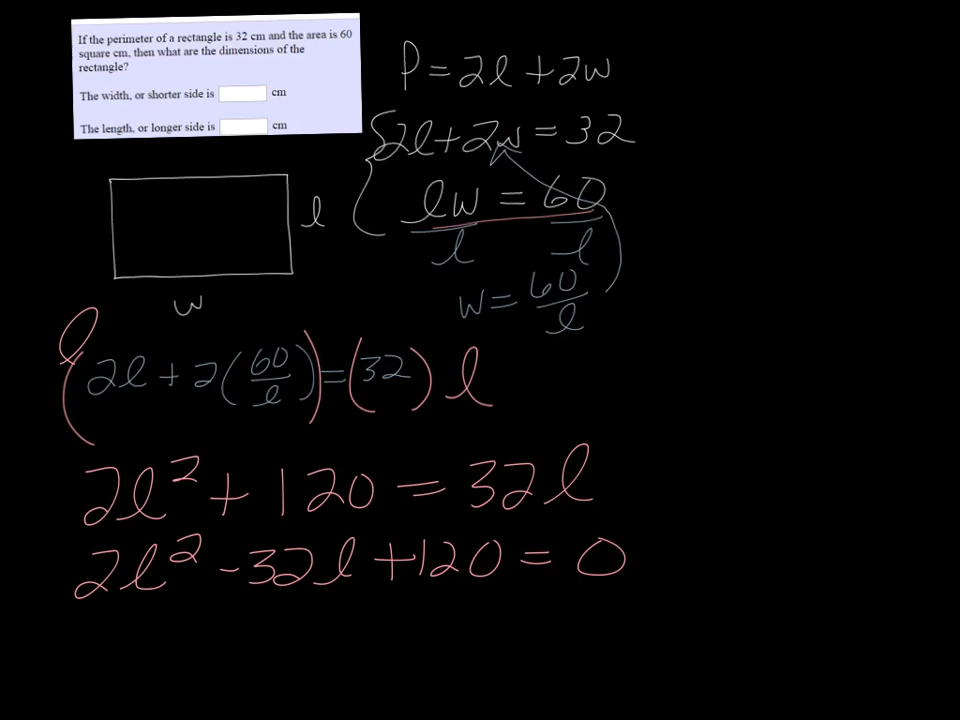 If the perimeter of a rectangle is 32 cm and the area is 60
square cm, then what are the dimensions of the
rectangle?
The width, or shorter side is cm
The length, or longer side is cm
P = 2l + 2w
2l + 2w = 32
lw = 60
l l
w = 60/l
l
w
l (2l + 2(60/l)) = (32) l
2l² + 120 = 32l
2l² - 32l + 120 = 0